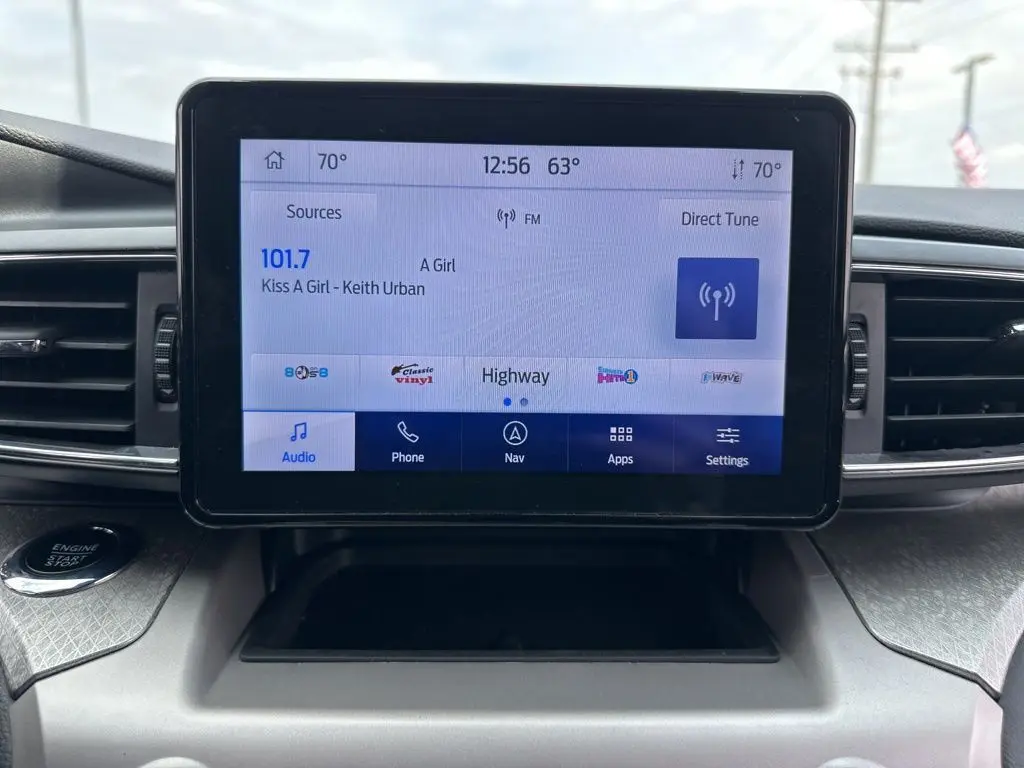 70° 12:56 63° 70°
Sources FM Direct Tune
101.7 A Girl
Kiss A Girl - Keith Urban
Classic
vinyl
Highway
Audio Phone Nav Apps Settings
ENGINE
START
STOP